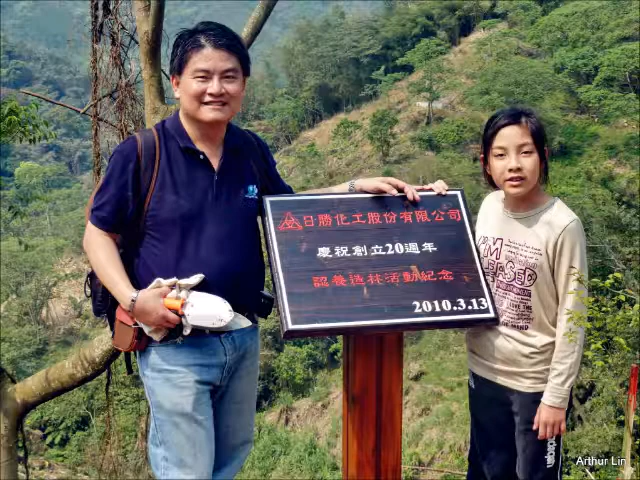 日勝化工股份有限公司
慶祝創立20週年
認養造林活動紀念
2010.3.13
I'M
Arthur Lin